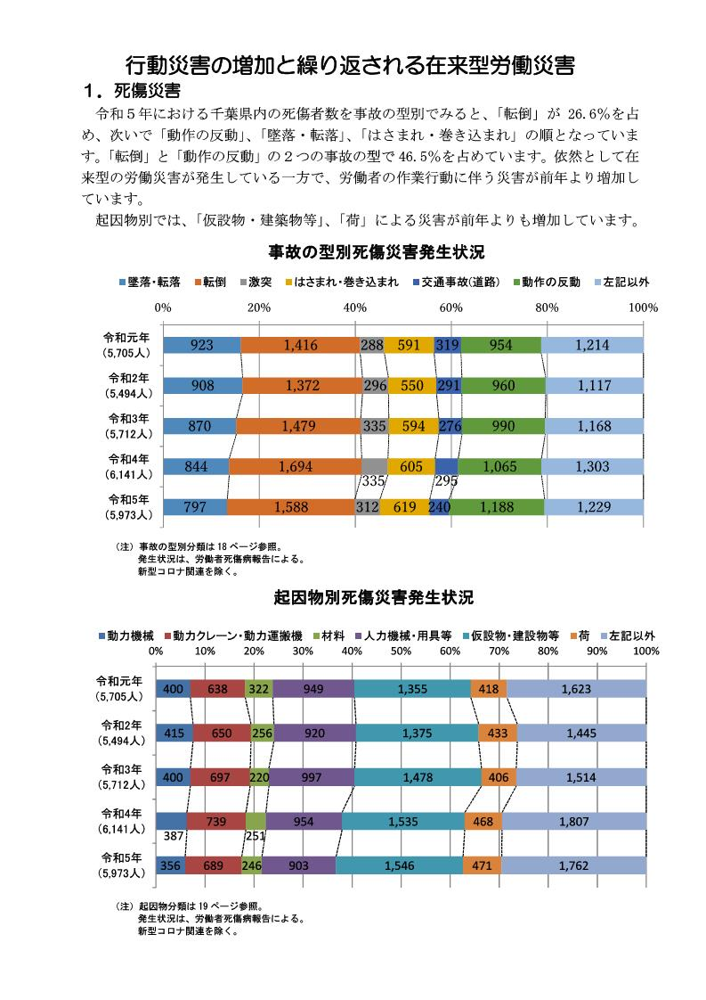 行動災害の増加と繰り返される在来型労働災害
１．死傷災害
令和５年における千葉県内の死傷者数を事故の型別でみると、「転倒」が 26.6％を占
め、次いで「動作の反動」、「墜落・転落」、「はさまれ・巻き込まれ」の順となっていま
す。「転倒」と「動作の反動」の２つの事故の型で 46.5％を占めています。依然として在
来型の労働災害が発生している一方で、労働者の作業行動に伴う災害が前年より増加し
ています。
起因物別では、「仮設物・建築物等」、「荷」による災害が前年よりも増加しています。
事故の型別死傷災害発生状況
墜落・転落 転倒 激突 はさまれ・巻き込まれ 交通事故(道路) 動作の反動 左記以外
0% 20% 40% 60% 80% 100%
令和元年
(5,705人)
923 1,416 288 591 319 954 1,214
令和2年
(5,494人)
908 1,372 296 550 291 960 1,117
令和3年
(5,712人)
870 1,479 335 594 276 990 1,168
令和4年
(6,141人)
844 1,694 335 605 295 1,065 1,303
令和5年
(5,973人)
797 1,588 312 619 240 1,188 1,229
（注）事故の型別分類は18ページ参照。
発生状況は、労働者死傷病報告による。
新型コロナ関連を除く。
起因物別死傷災害発生状況
動力機械 動力クレーン・動力運搬機 材料 人力機械・用具等 仮設物・建設物等 荷 左記以外
0% 10% 20% 30% 40% 50% 60% 70% 80% 90% 100%
令和元年
(5,705人)
400 638 322 949 1,355 418 1,623
令和2年
(5,494人)
415 650 256 920 1,375 433 1,445
令和3年
(5,712人)
400 697 220 997 1,478 406 1,514
令和4年
(6,141人)
387 739 251 954 1,535 468 1,807
令和5年
(5,973人)
356 689 246 903 1,546 471 1,762
（注）起因物分類は19ページ参照。
発生状況は、労働者死傷病報告による。
新型コロナ関連を除く。